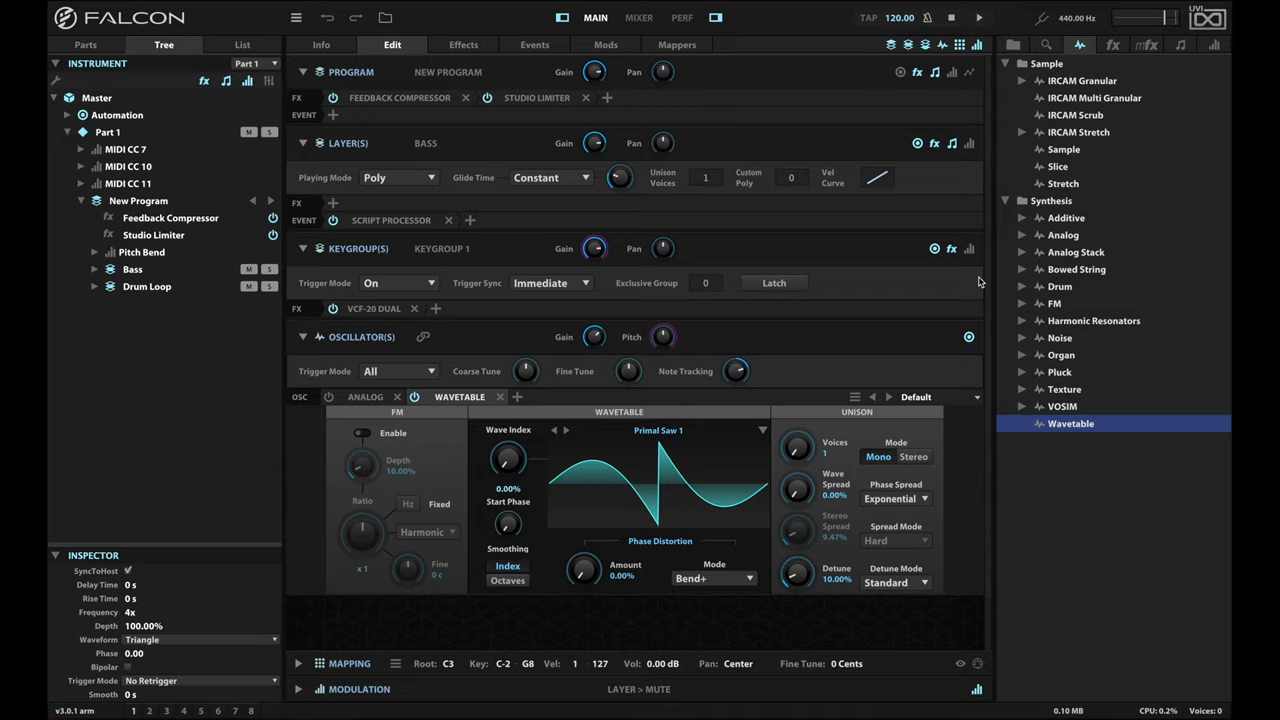 FALCON
MAIN MIXER PERF
TAP 120.00
440.00 Hz
UVI
Parts Tree List
Info Edit Effects Events Mods Mappers
INSTRUMENT Part 1
Master
Automation
Part 1 M S
MIDI CC 7
MIDI CC 10
MIDI CC 11
New Program
fx Feedback Compressor
fx Studio Limiter
Pitch Bend
Bass M S
Drum Loop M S
INSPECTOR
SyncToHost
Delay Time 0 s
Rise Time 0 s
Frequency 4x
Depth 100.00%
Waveform Triangle
Phase 0.00
Bipolar
Trigger Mode No Retrigger
Smooth 0 s
v3.0.1 arm 1 2 3 4 5 6 7 8
PROGRAM NEW PROGRAM Gain Pan fx
FX FEEDBACK COMPRESSOR STUDIO LIMITER
EVENT
LAYER(S) BASS Gain Pan fx
Playing Mode Poly Glide Time Constant Unison Voices 1 Custom Poly 0 Vel Curve
FX
EVENT SCRIPT PROCESSOR
KEYGROUP(S) KEYGROUP 1 Gain Pan fx
Trigger Mode On Trigger Sync Immediate Exclusive Group 0 Latch
FX VCF-20 DUAL
OSCILLATOR(S) Gain Pitch
Trigger Mode All Coarse Tune Fine Tune Note Tracking
OSC ANALOG WAVETABLE Default
FM
Enable
Depth
10.00%
Ratio
Hz Fixed
Harmonic
x 1
Fine
0 c
WAVETABLE
Wave Index
0.00%
Start Phase
Smoothing
Index
Octaves
Primal Saw 1
Phase Distortion
Amount
0.00%
Mode
Bend+
UNISON
Voices
1
Mode
Mono Stereo
Wave Spread
0.00%
Phase Spread
Exponential
Stereo Spread
9.47%
Spread Mode
Hard
Detune
10.00%
Detune Mode
Standard
MAPPING Root: C3 Key: C-2 G8 Vel: 1 127 Vol: 0.00 dB Pan: Center Fine Tune: 0 Cents
MODULATION LAYER > MUTE
fx mfx
Sample
IRCAM Granular
IRCAM Multi Granular
IRCAM Scrub
IRCAM Stretch
Sample
Slice
Stretch
Synthesis
Additive
Analog
Analog Stack
Bowed String
Drum
FM
Harmonic Resonators
Noise
Organ
Pluck
Texture
VOSIM
Wavetable
0.10 MB CPU: 0.2% Voices: 0